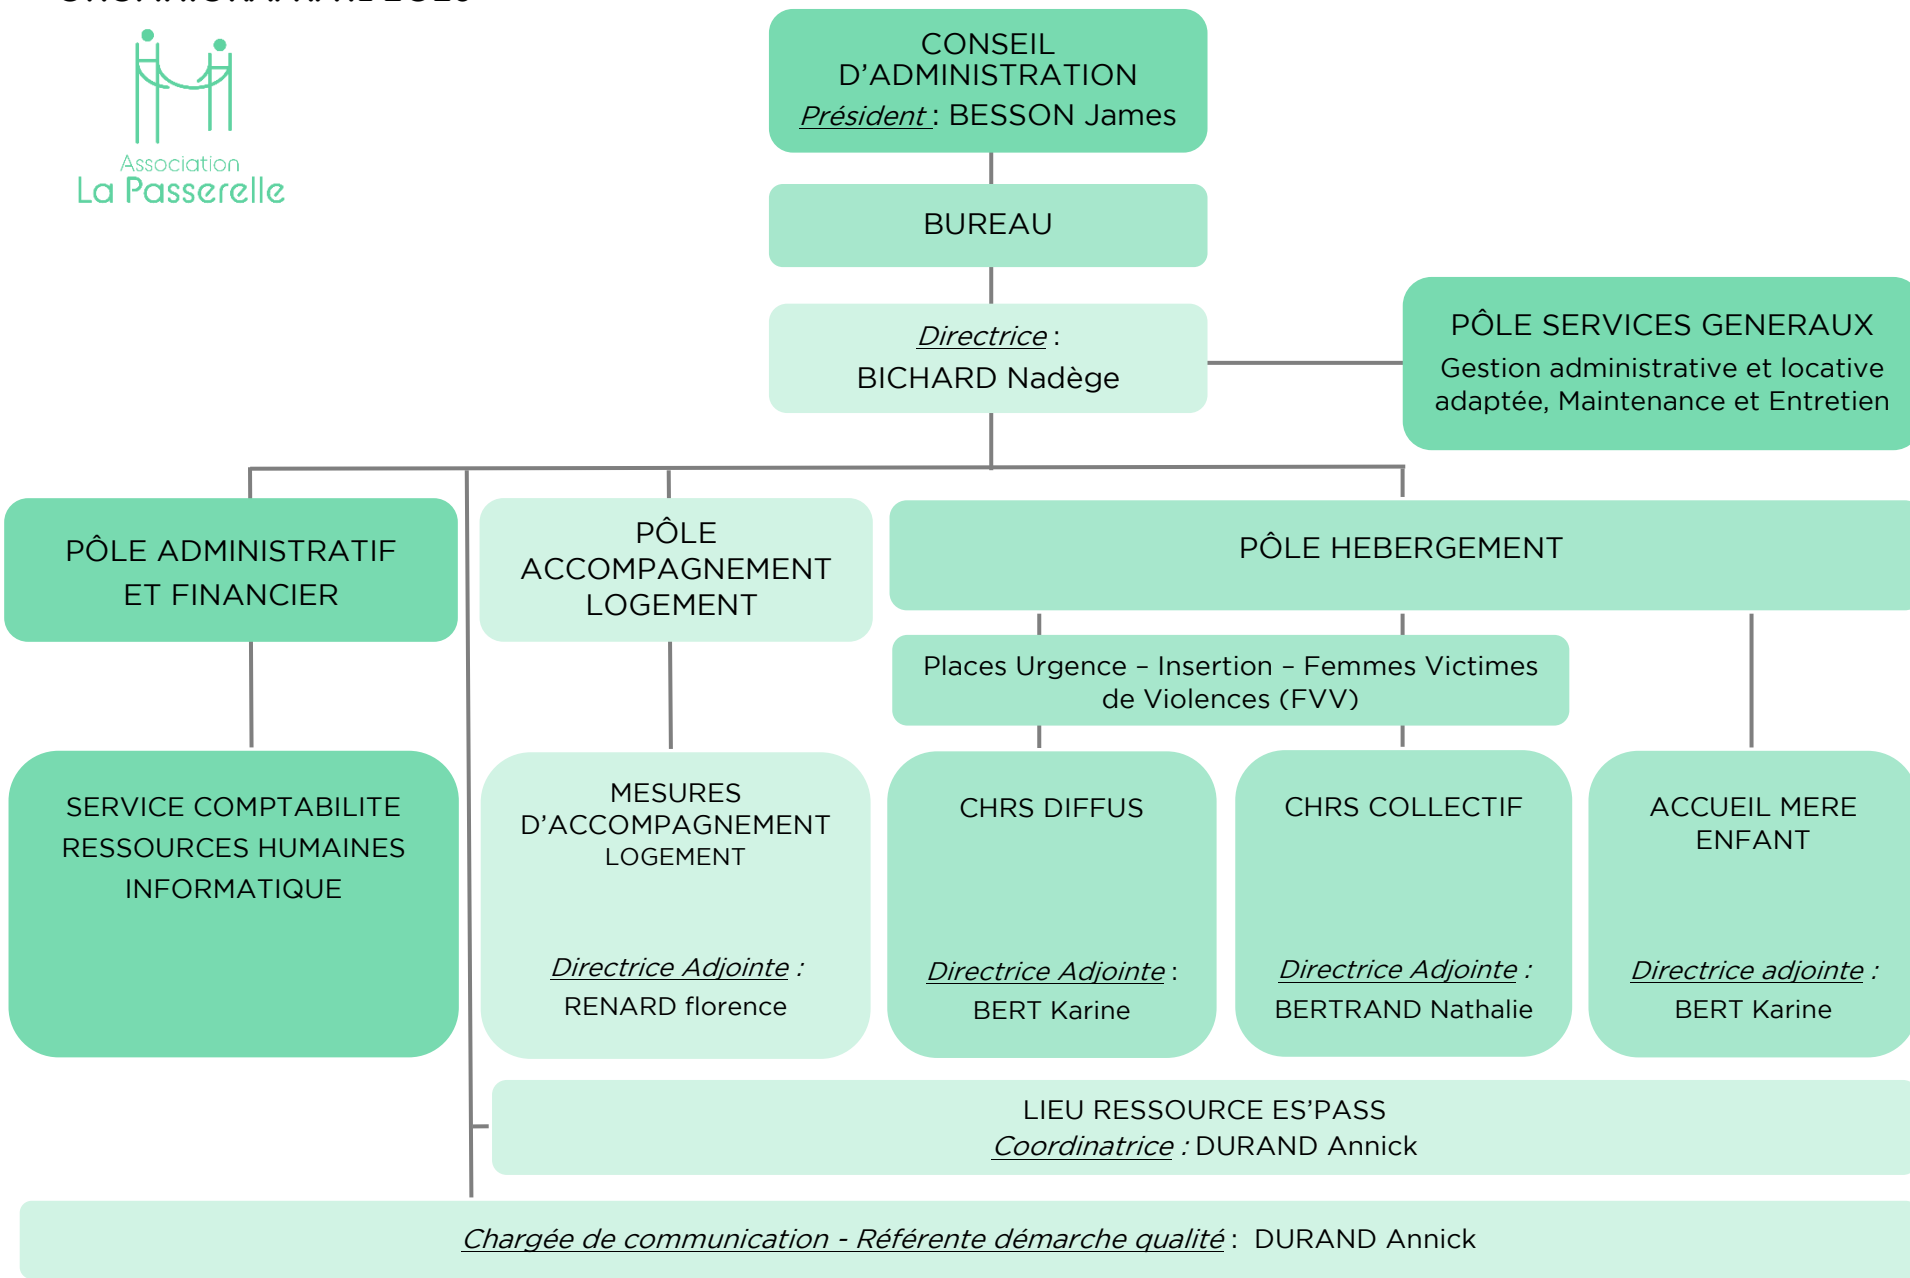 CONSEIL
D'ADMINISTRATION
Président : BESSON James
Association
La Passerelle
BUREAU
Directrice :
BICHARD Nadège
PÔLE SERVICES GENERAUX
Gestion administrative et locative
adaptée, Maintenance et Entretien
PÔLE ADMINISTRATIF
ET FINANCIER
PÔLE
ACCOMPAGNEMENT
LOGEMENT
PÔLE HEBERGEMENT
Places Urgence – Insertion – Femmes Victimes
de Violences (FVV)
SERVICE COMPTABILITE
RESSOURCES HUMAINES
INFORMATIQUE
MESURES
D'ACCOMPAGNEMENT
LOGEMENT
Directrice Adjointe :
RENARD florence
CHRS DIFFUS
Directrice Adjointe :
BERT Karine
CHRS COLLECTIF
Directrice Adjointe :
BERTRAND Nathalie
ACCUEIL MERE
ENFANT
Directrice adjointe :
BERT Karine
LIEU RESSOURCE ES'PASS
Coordinatrice : DURAND Annick
Chargée de communication - Référente démarche qualité : DURAND Annick